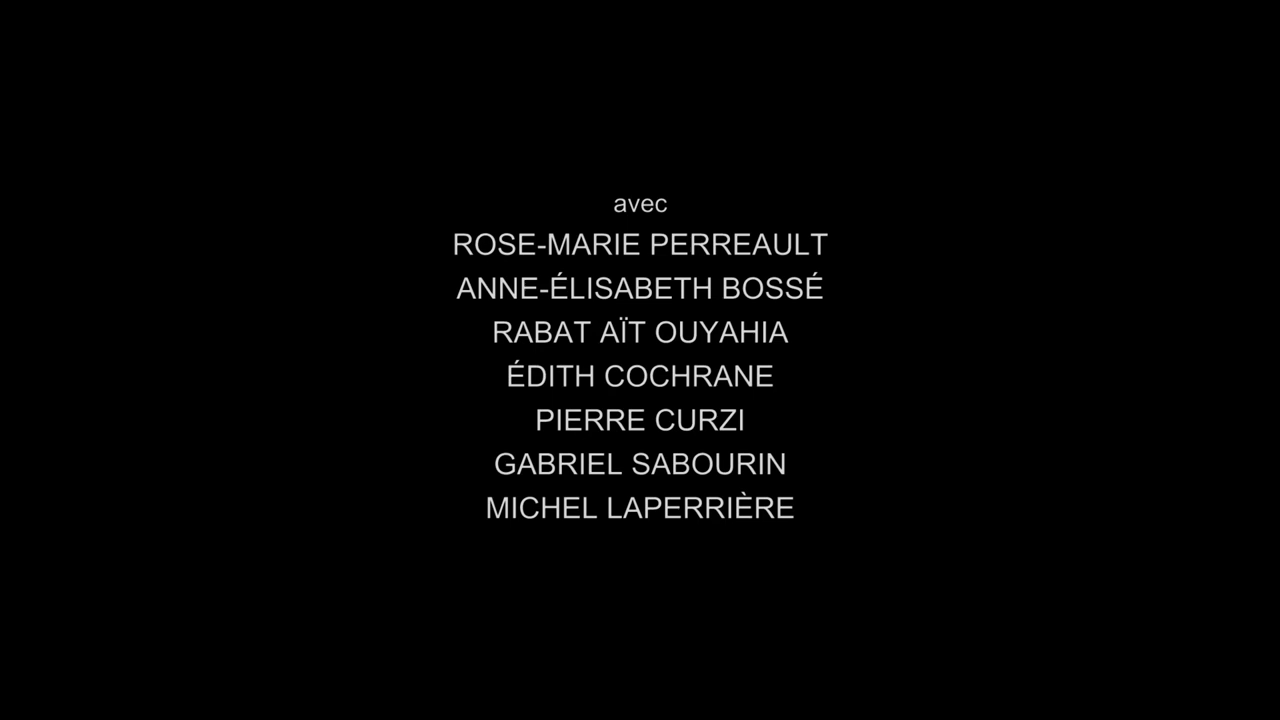 avec
ROSE-MARIE PERREAULT
ANNE-ÉLISABETH BOSSÉ
RABAT AÏT OUYAHIA
ÉDITH COCHRANE
PIERRE CURZI
GABRIEL SABOURIN
MICHEL LAPERRIÈRE